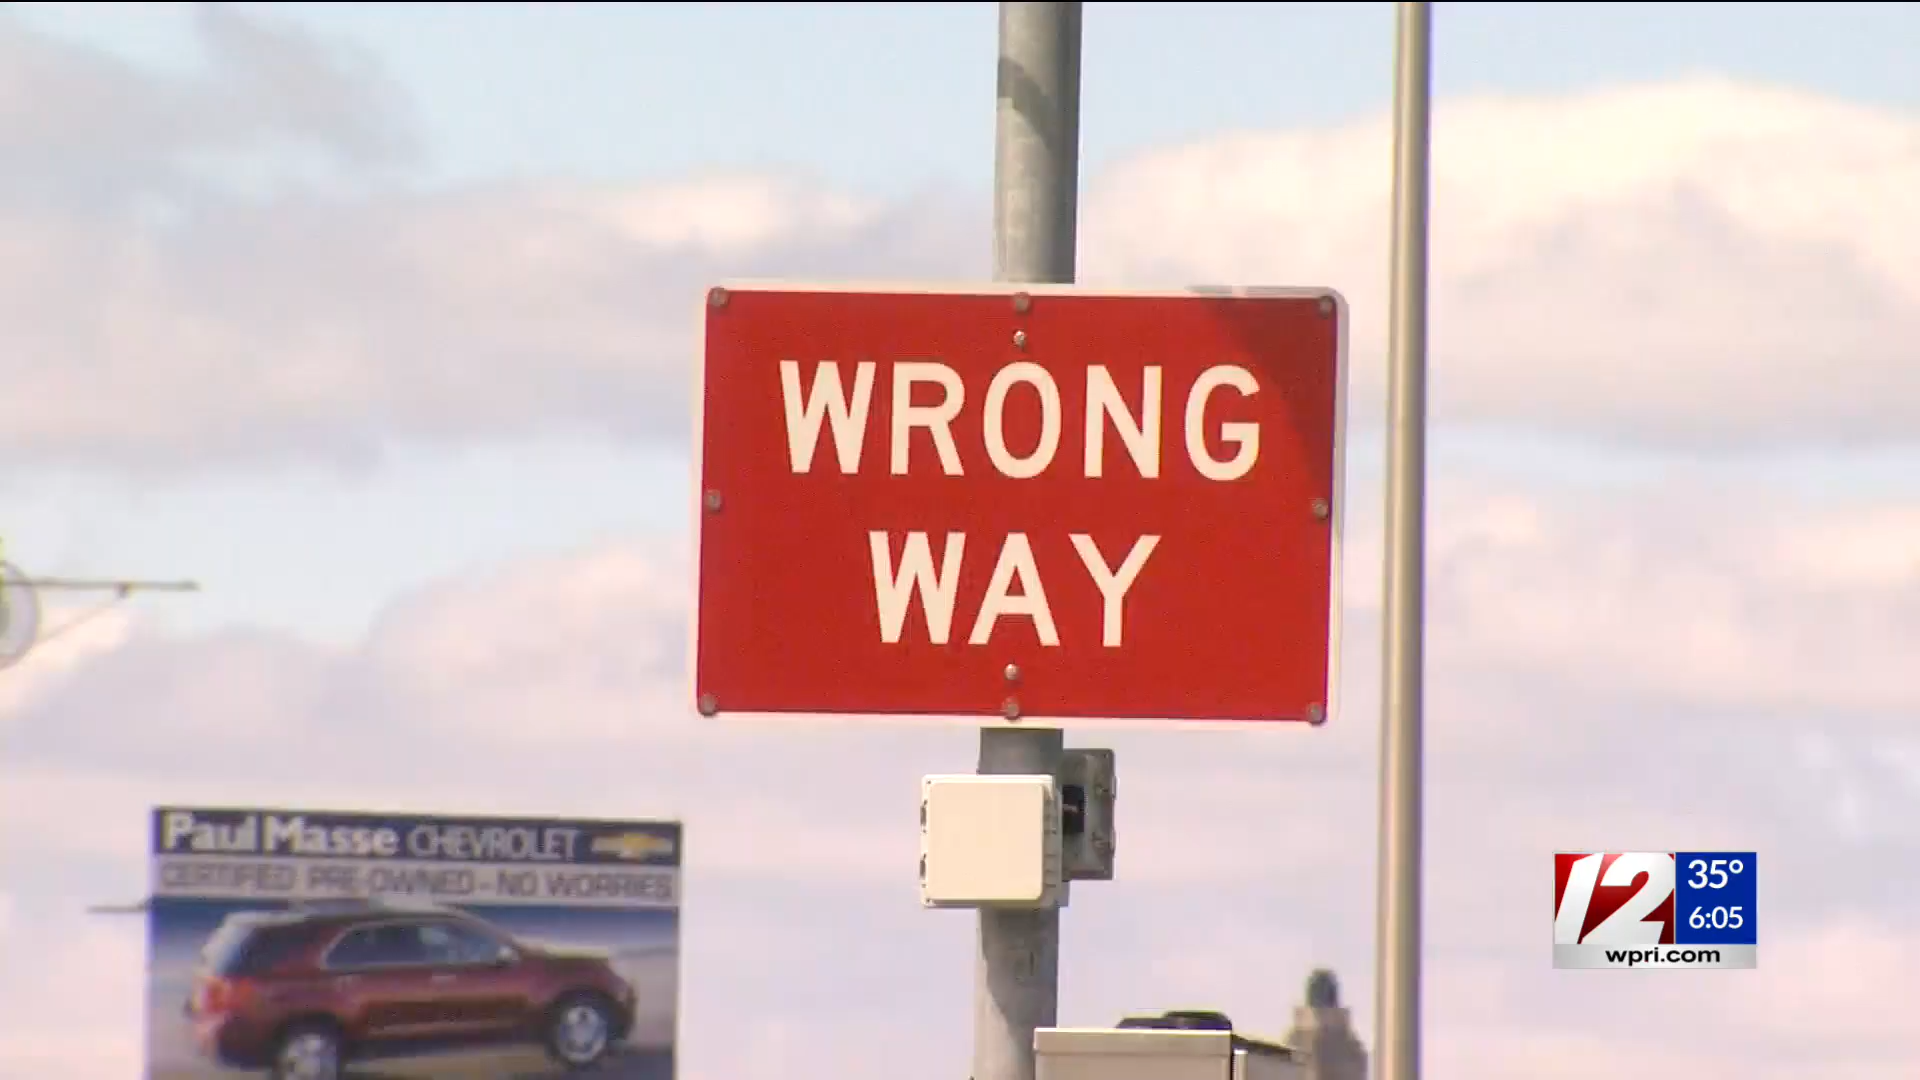 WRONG
WAY
Paul Masse CHEVROLET
CERTIFIED PRE-OWNED - NO WORRIES
12
35°
6:05
wpri.com